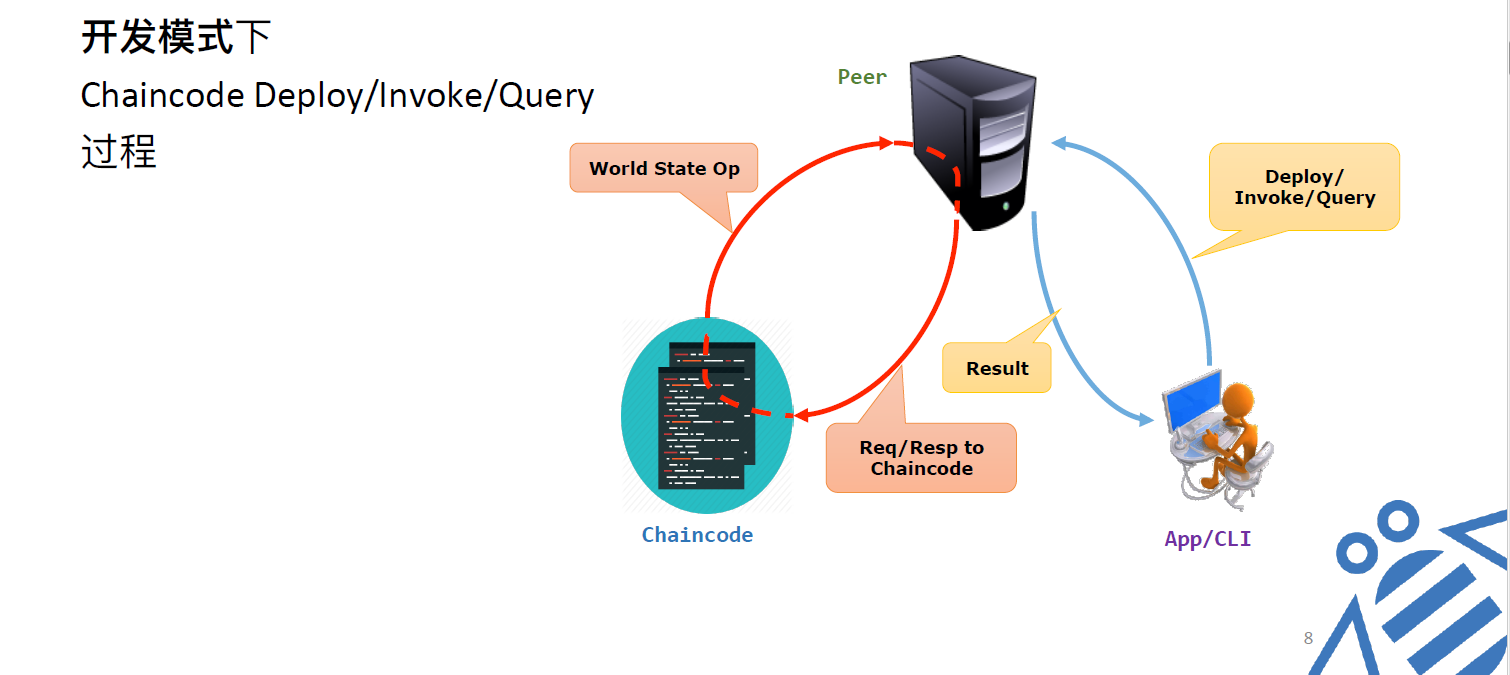 开发模式下
Chaincode Deploy/Invoke/Query
过程
Peer
World State Op
Deploy/
Invoke/Query
Result
Req/Resp to
Chaincode
Chaincode
App/CLI
8